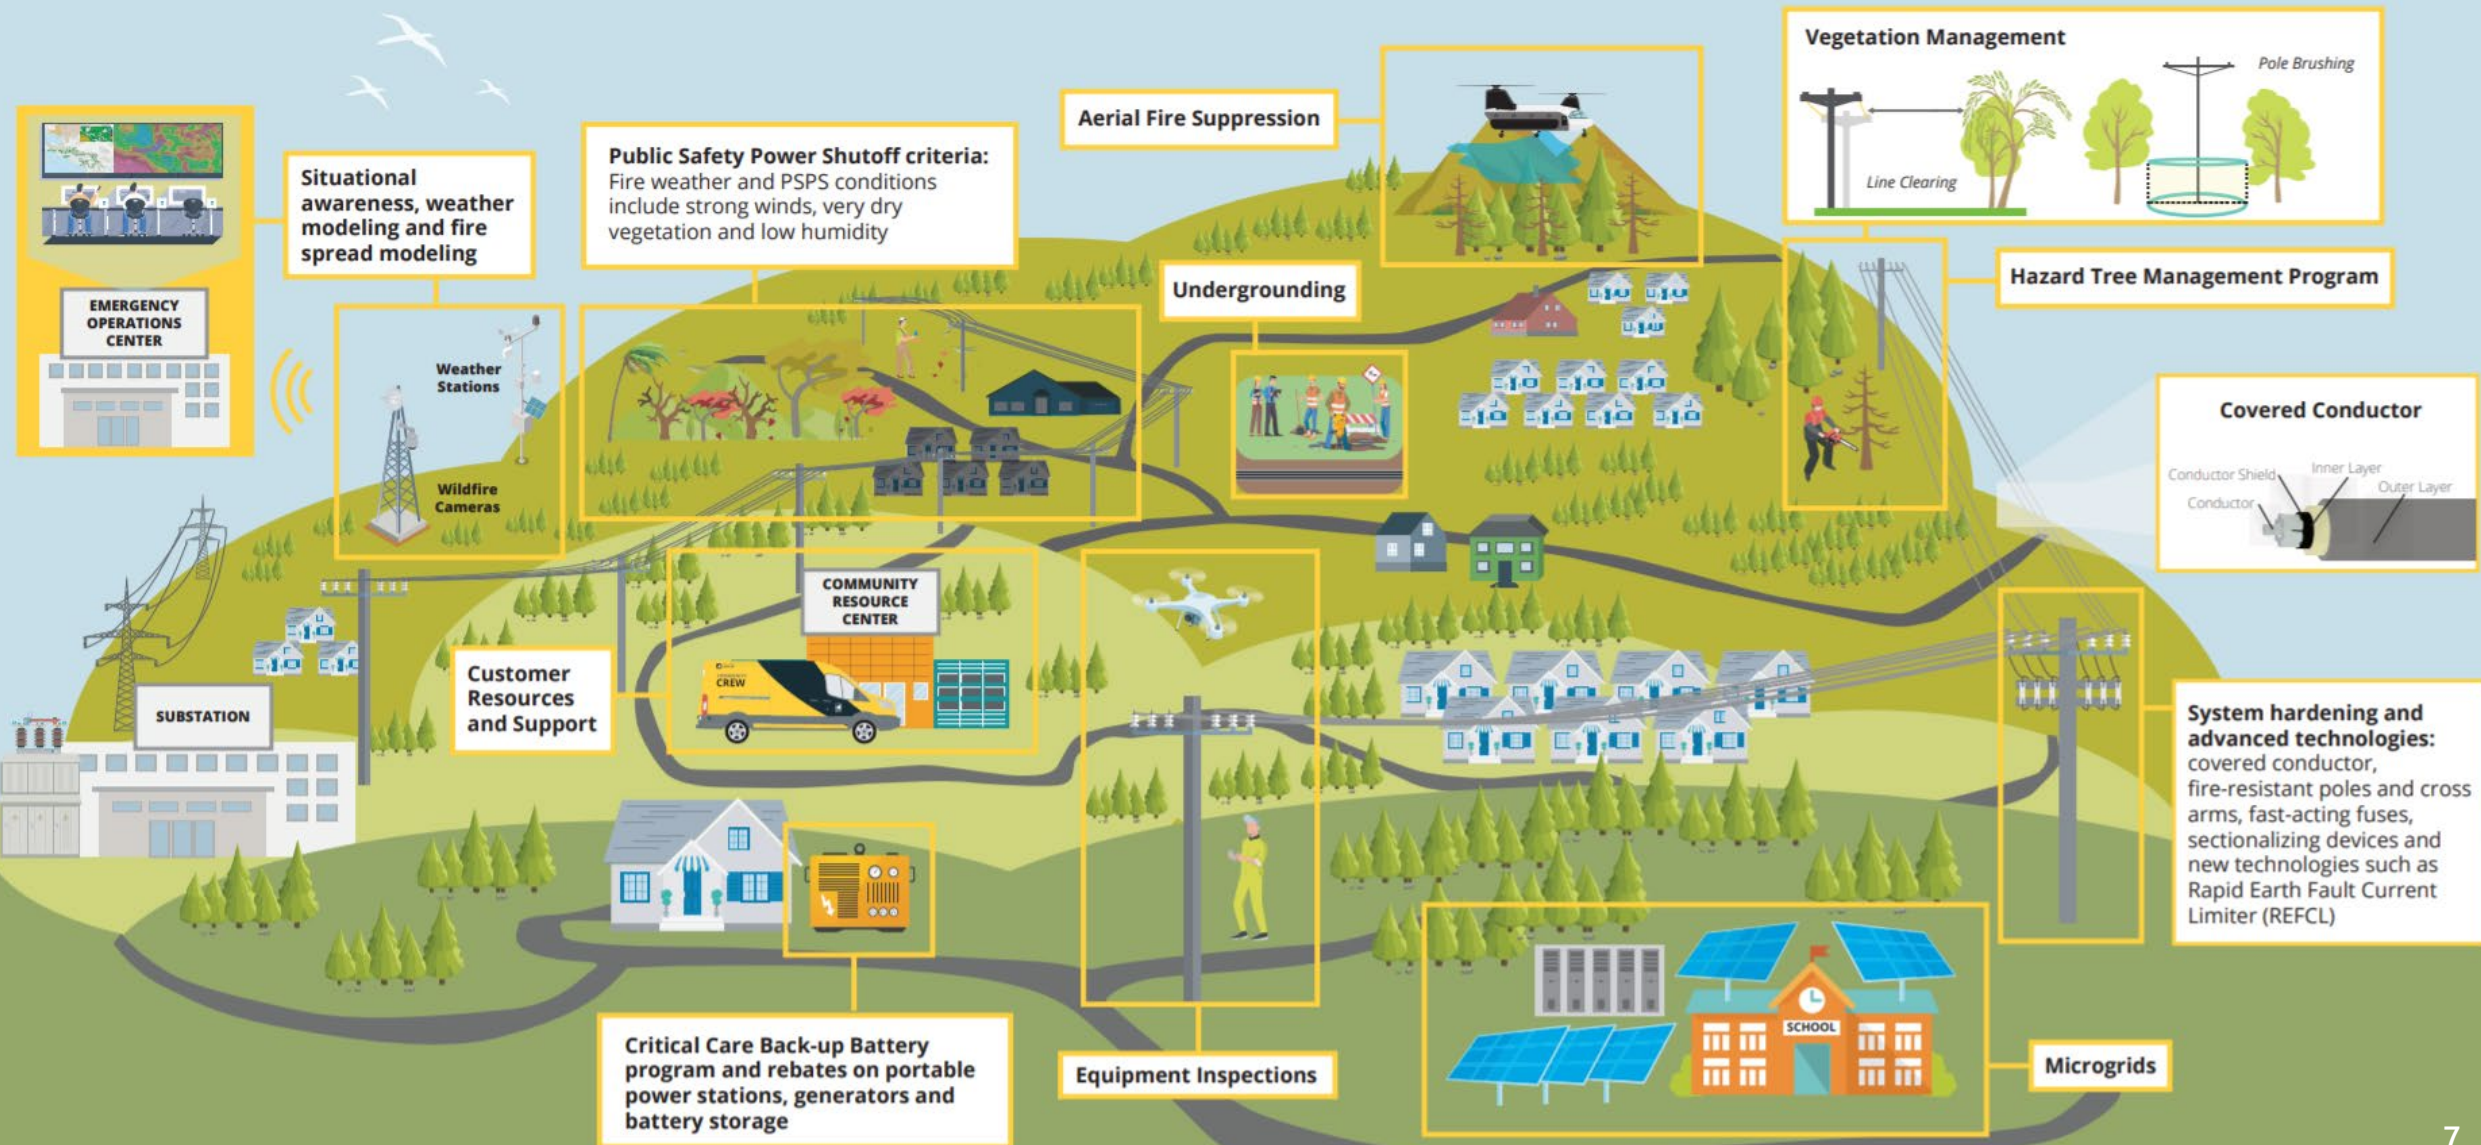 EMERGENCY
OPERATIONS
CENTER
Situational
awareness, weather
modeling and fire
spread modeling
Weather
Stations
Wildfire
Cameras
Public Safety Power Shutoff criteria:
Fire weather and PSPS conditions
include strong winds, very dry
vegetation and low humidity
Aerial Fire Suppression
Undergrounding
Vegetation Management
Pole Brushing
Line Clearing
Hazard Tree Management Program
Covered Conductor
Conductor Shield
Inner Layer
Outer Layer
Conductor
SUBSTATION
Customer
Resources
and Support
COMMUNITY
RESOURCE
CENTER
CREW
System hardening and
advanced technologies:
covered conductor,
fire-resistant poles and cross
arms, fast-acting fuses,
sectionalizing devices and
new technologies such as
Rapid Earth Fault Current
Limiter (REFCL)
Critical Care Back-up Battery
program and rebates on portable
power stations, generators and
battery storage
Equipment Inspections
SCHOOL
Microgrids
7